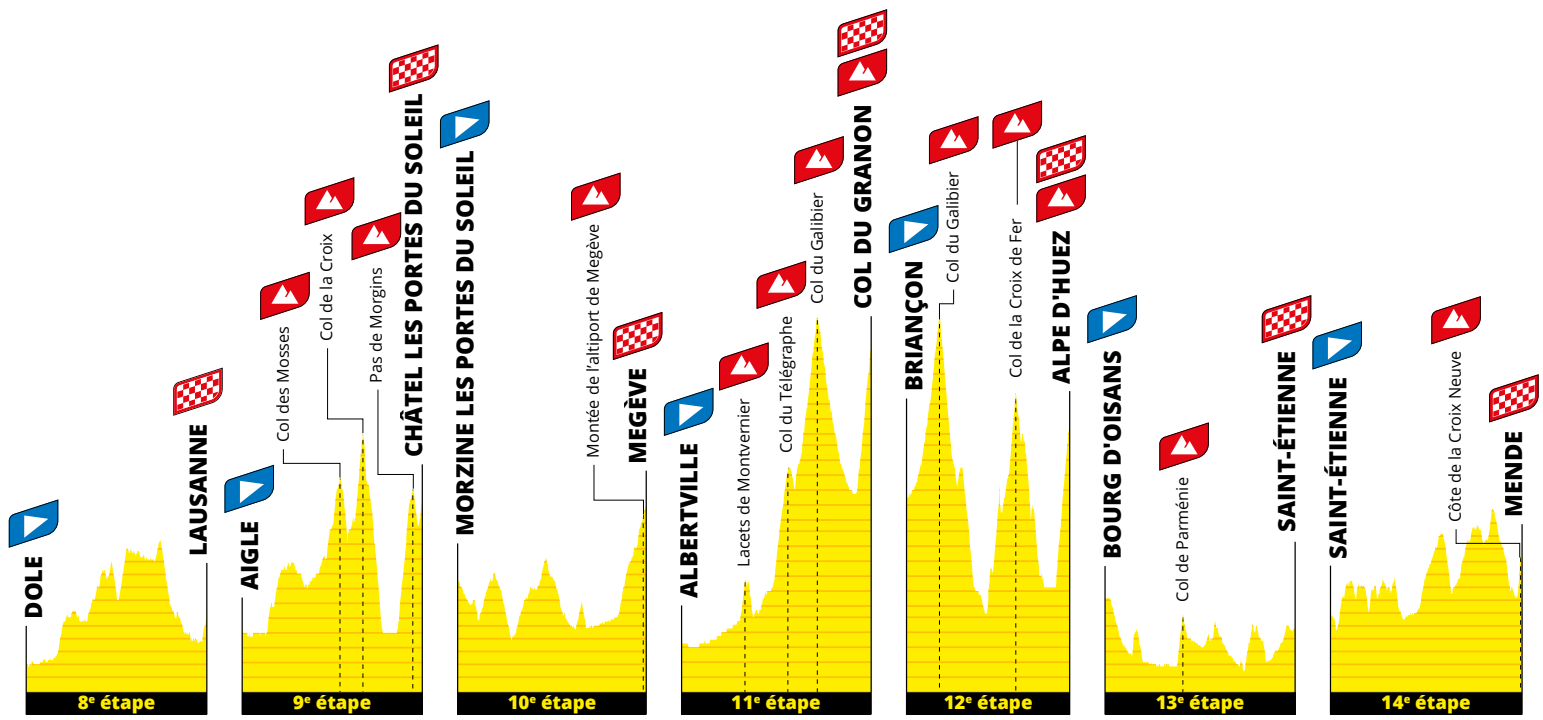 DOLE
LAUSANNE
8e étape
AIGLE
Col des Mosses
Col de la Croix
Pas de Morgins
CHÂTEL LES PORTES DU SOLEIL
9e étape
MORZINE LES PORTES DU SOLEIL
Montée de l'altiport de Megève
MEGÈVE
10e étape
ALBERTVILLE
Lacets de Montvernier
Col du Télégraphe
Col du Galibier
COL DU GRANON
11e étape
BRIANÇON
Col du Galibier
Col de la Croix de Fer
ALPE D'HUEZ
12e étape
BOURG D'OISANS
Col de Parménie
SAINT-ÉTIENNE
13e étape
SAINT-ÉTIENNE
Côte de la Croix Neuve
MENDE
14e étape